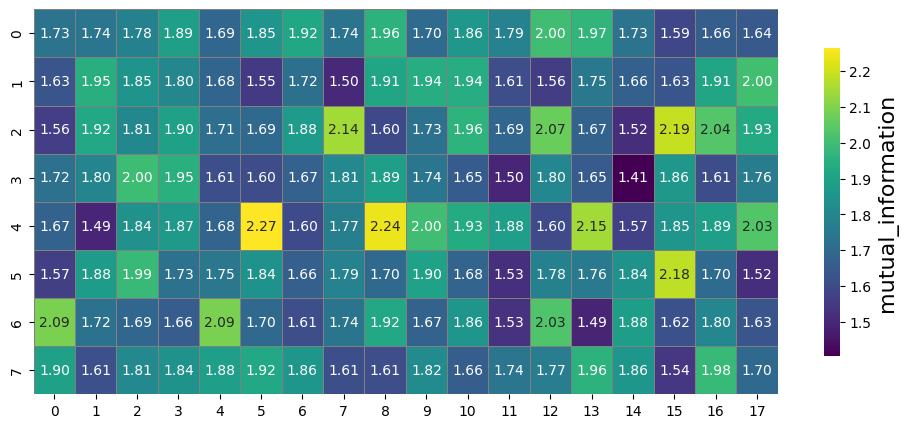 0 1.73 1.74 1.78 1.89 1.69 1.85 1.92 1.74 1.96 1.70 1.86 1.79 2.00 1.97 1.73 1.59 1.66 1.64
1 1.63 1.95 1.85 1.80 1.68 1.55 1.72 1.50 1.91 1.94 1.94 1.61 1.56 1.75 1.66 1.63 1.91 2.00
2 1.56 1.92 1.81 1.90 1.71 1.69 1.88 2.14 1.60 1.73 1.96 1.69 2.07 1.67 1.52 2.19 2.04 1.93
3 1.72 1.80 2.00 1.95 1.61 1.60 1.67 1.81 1.89 1.74 1.65 1.50 1.80 1.65 1.41 1.86 1.61 1.76
4 1.67 1.49 1.84 1.87 1.68 2.27 1.60 1.77 2.24 2.00 1.93 1.88 1.60 2.15 1.57 1.85 1.89 2.03
5 1.57 1.88 1.99 1.73 1.75 1.84 1.66 1.79 1.70 1.90 1.68 1.53 1.78 1.76 1.84 2.18 1.70 1.52
6 2.09 1.72 1.69 1.66 2.09 1.70 1.61 1.74 1.92 1.67 1.86 1.53 2.03 1.49 1.88 1.62 1.80 1.63
7 1.90 1.61 1.81 1.84 1.88 1.92 1.86 1.61 1.61 1.82 1.66 1.74 1.77 1.96 1.86 1.54 1.98 1.70
0 1 2 3 4 5 6 7 8 9 10 11 12 13 14 15 16 17
2.2
2.1
2.0
1.9
1.8
1.7
1.6
1.5
mutual_information